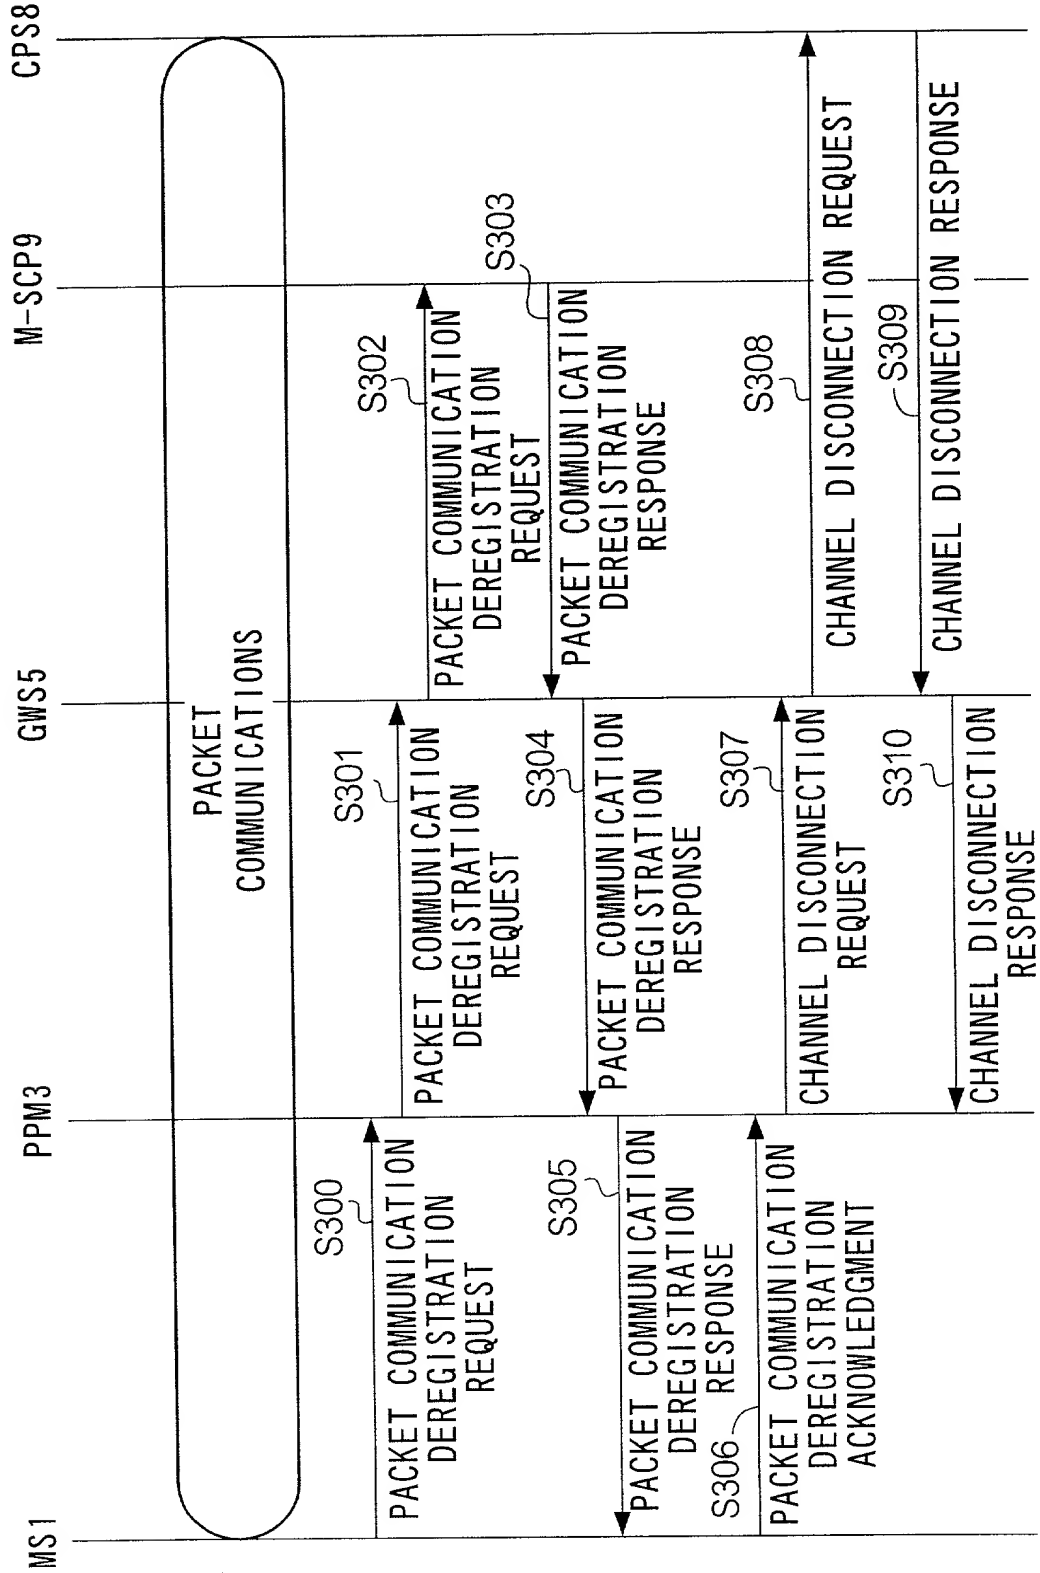 MS1
PPM3
GWS5
M-SCP9
CPS8
PACKET
COMMUNICATIONS
S300
PACKET COMMUNICATION
DEREGISTRATION
REQUEST
S301
PACKET COMMUNICATION
DEREGISTRATION
REQUEST
S302
PACKET COMMUNICATION
DEREGISTRATION
REQUEST
S303
PACKET COMMUNICATION
DEREGISTRATION
RESPONSE
S304
PACKET COMMUNICATION
DEREGISTRATION
RESPONSE
S305
PACKET COMMUNICATION
DEREGISTRATION
RESPONSE
S306
PACKET COMMUNICATION
DEREGISTRATION
ACKNOWLEDGMENT
S307
CHANNEL DISCONNECTION
REQUEST
S308
CHANNEL DISCONNECTION REQUEST
S309
CHANNEL DISCONNECTION RESPONSE
S310
CHANNEL DISCONNECTION
RESPONSE